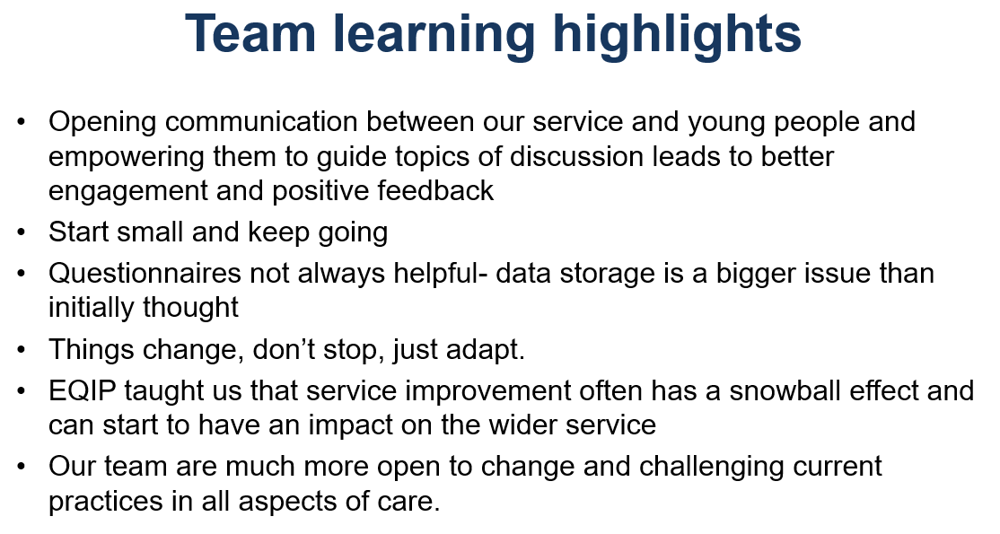 Team learning highlights
• Opening communication between our service and young people and
empowering them to guide topics of discussion leads to better
engagement and positive feedback
• Start small and keep going
• Questionnaires not always helpful- data storage is a bigger issue than
initially thought
• Things change, don’t stop, just adapt.
• EQIP taught us that service improvement often has a snowball effect and
can start to have an impact on the wider service
• Our team are much more open to change and challenging current
practices in all aspects of care.